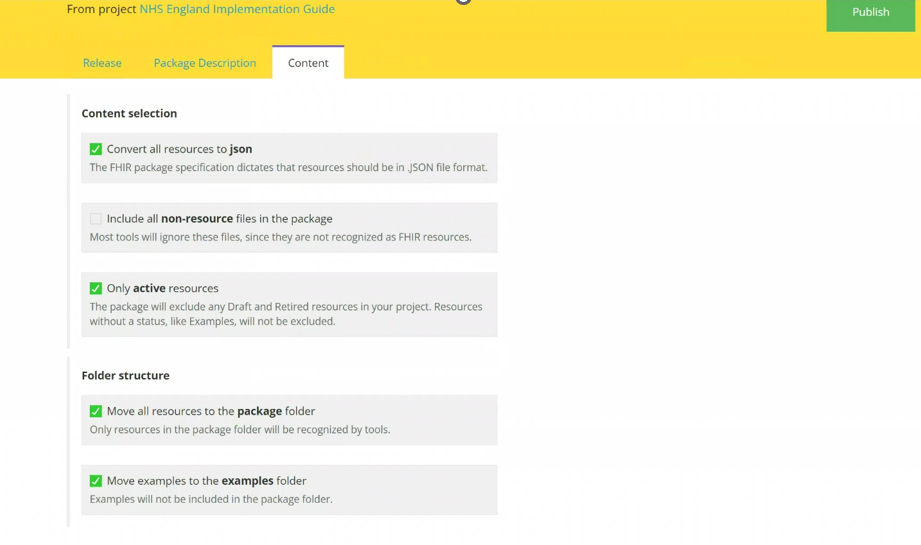 From project NHS England Implementation Guide
Publish
Release
Package Description
Content
Content selection
Convert all resources to json
The FHIR package specification dictates that resources should be in .JSON file format.
Include all non-resource files in the package
Most tools will ignore these files, since they are not recognized as FHIR resources.
Only active resources
The package will exclude any Draft and Retired resources in your project. Resources
without a status, like Examples, will not be excluded.
Folder structure
Move all resources to the package folder
Only resources in the package folder will be recognized by tools.
Move examples to the examples folder
Examples will not be included in the package folder.